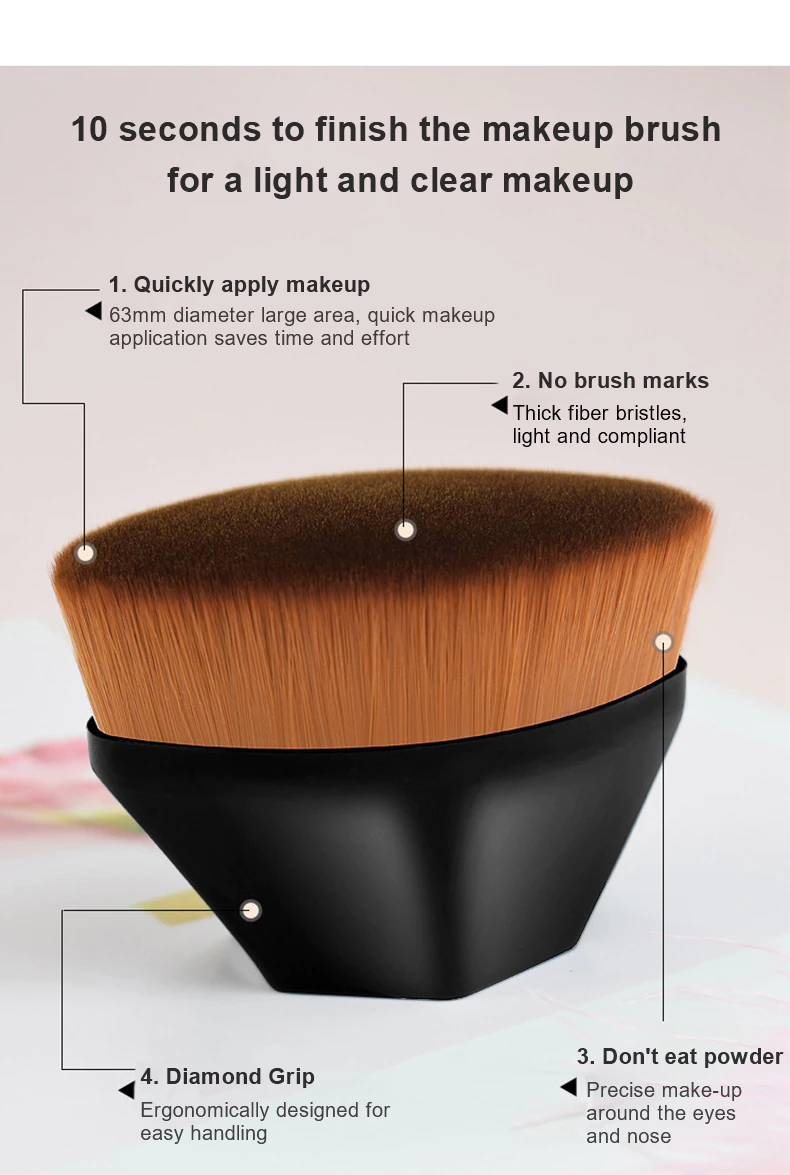 10 seconds to finish the makeup brush
for a light and clear makeup
1. Quickly apply makeup
63mm diameter large area, quick makeup
application saves time and effort
2. No brush marks
Thick fiber bristles,
light and compliant
3. Don't eat powder
Precise make-up
around the eyes
and nose
4. Diamond Grip
Ergonomically designed for
easy handling